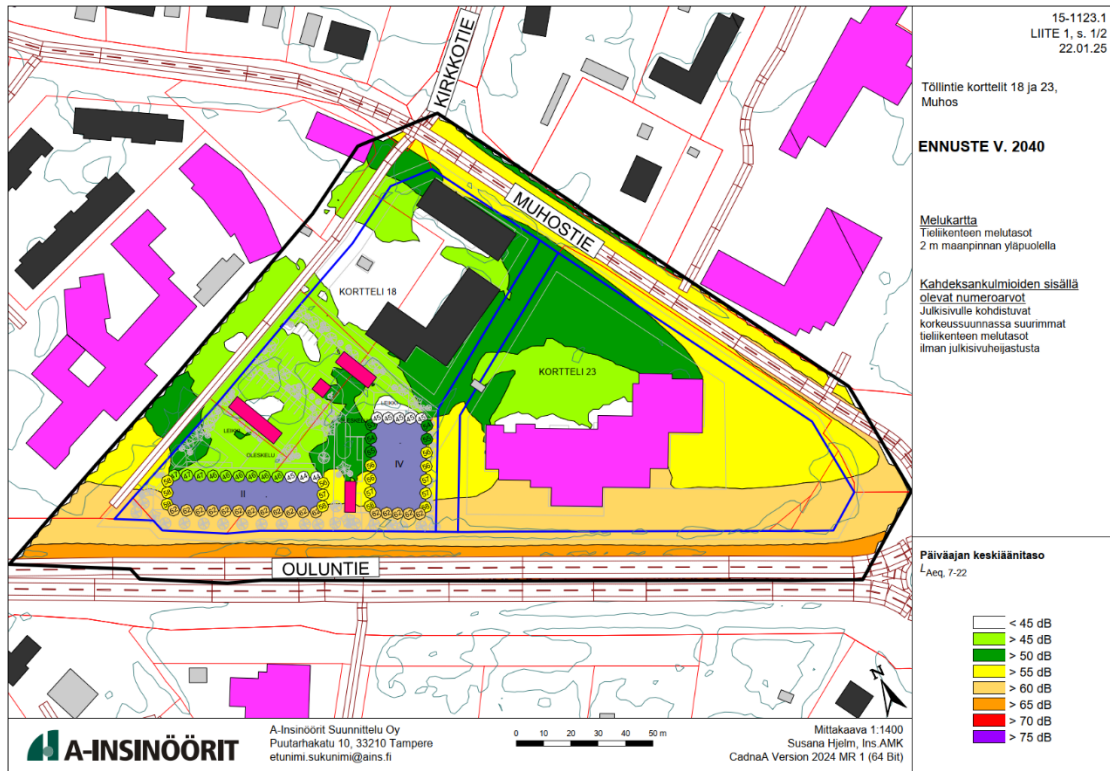 15-1123.1
LIITE 1, s. 1/2
22.01.25
Töllintie korttelit 18 ja 23,
Muhos
ENNUSTE V. 2040
Melukartta
Tieliikenteen melutasot
2 m maanpinnan yläpuolella
Kahdeksankulmioiden sisällä
olevat numeroarvot
Julkisivulle kohdistuvat
korkeussuunnassa suurimmat
tieliikenteen melutasot
ilman julkisivuheijastusta
KIRKKOTIE
MUHOSTIE
KORTTELI 18
KORTTELI 23
LEIKKI
LEIKKI
OLESKELU
II
IV
OULUNTIE
Päiväajan keskiäänitaso
LAeq, 7-22
< 45 dB
> 45 dB
> 50 dB
> 55 dB
> 60 dB
> 65 dB
> 70 dB
> 75 dB
N
A-INSINÖÖRIT
A-Insinöörit Suunnittelu Oy
Puutarhakatu 10, 33210 Tampere
etunimi.sukunimi@ains.fi
0 10 20 30 40 50 m
Mittakaava 1:1400
Susana Hjelm, Ins.AMK
CadnaA Version 2024 MR 1 (64 Bit)